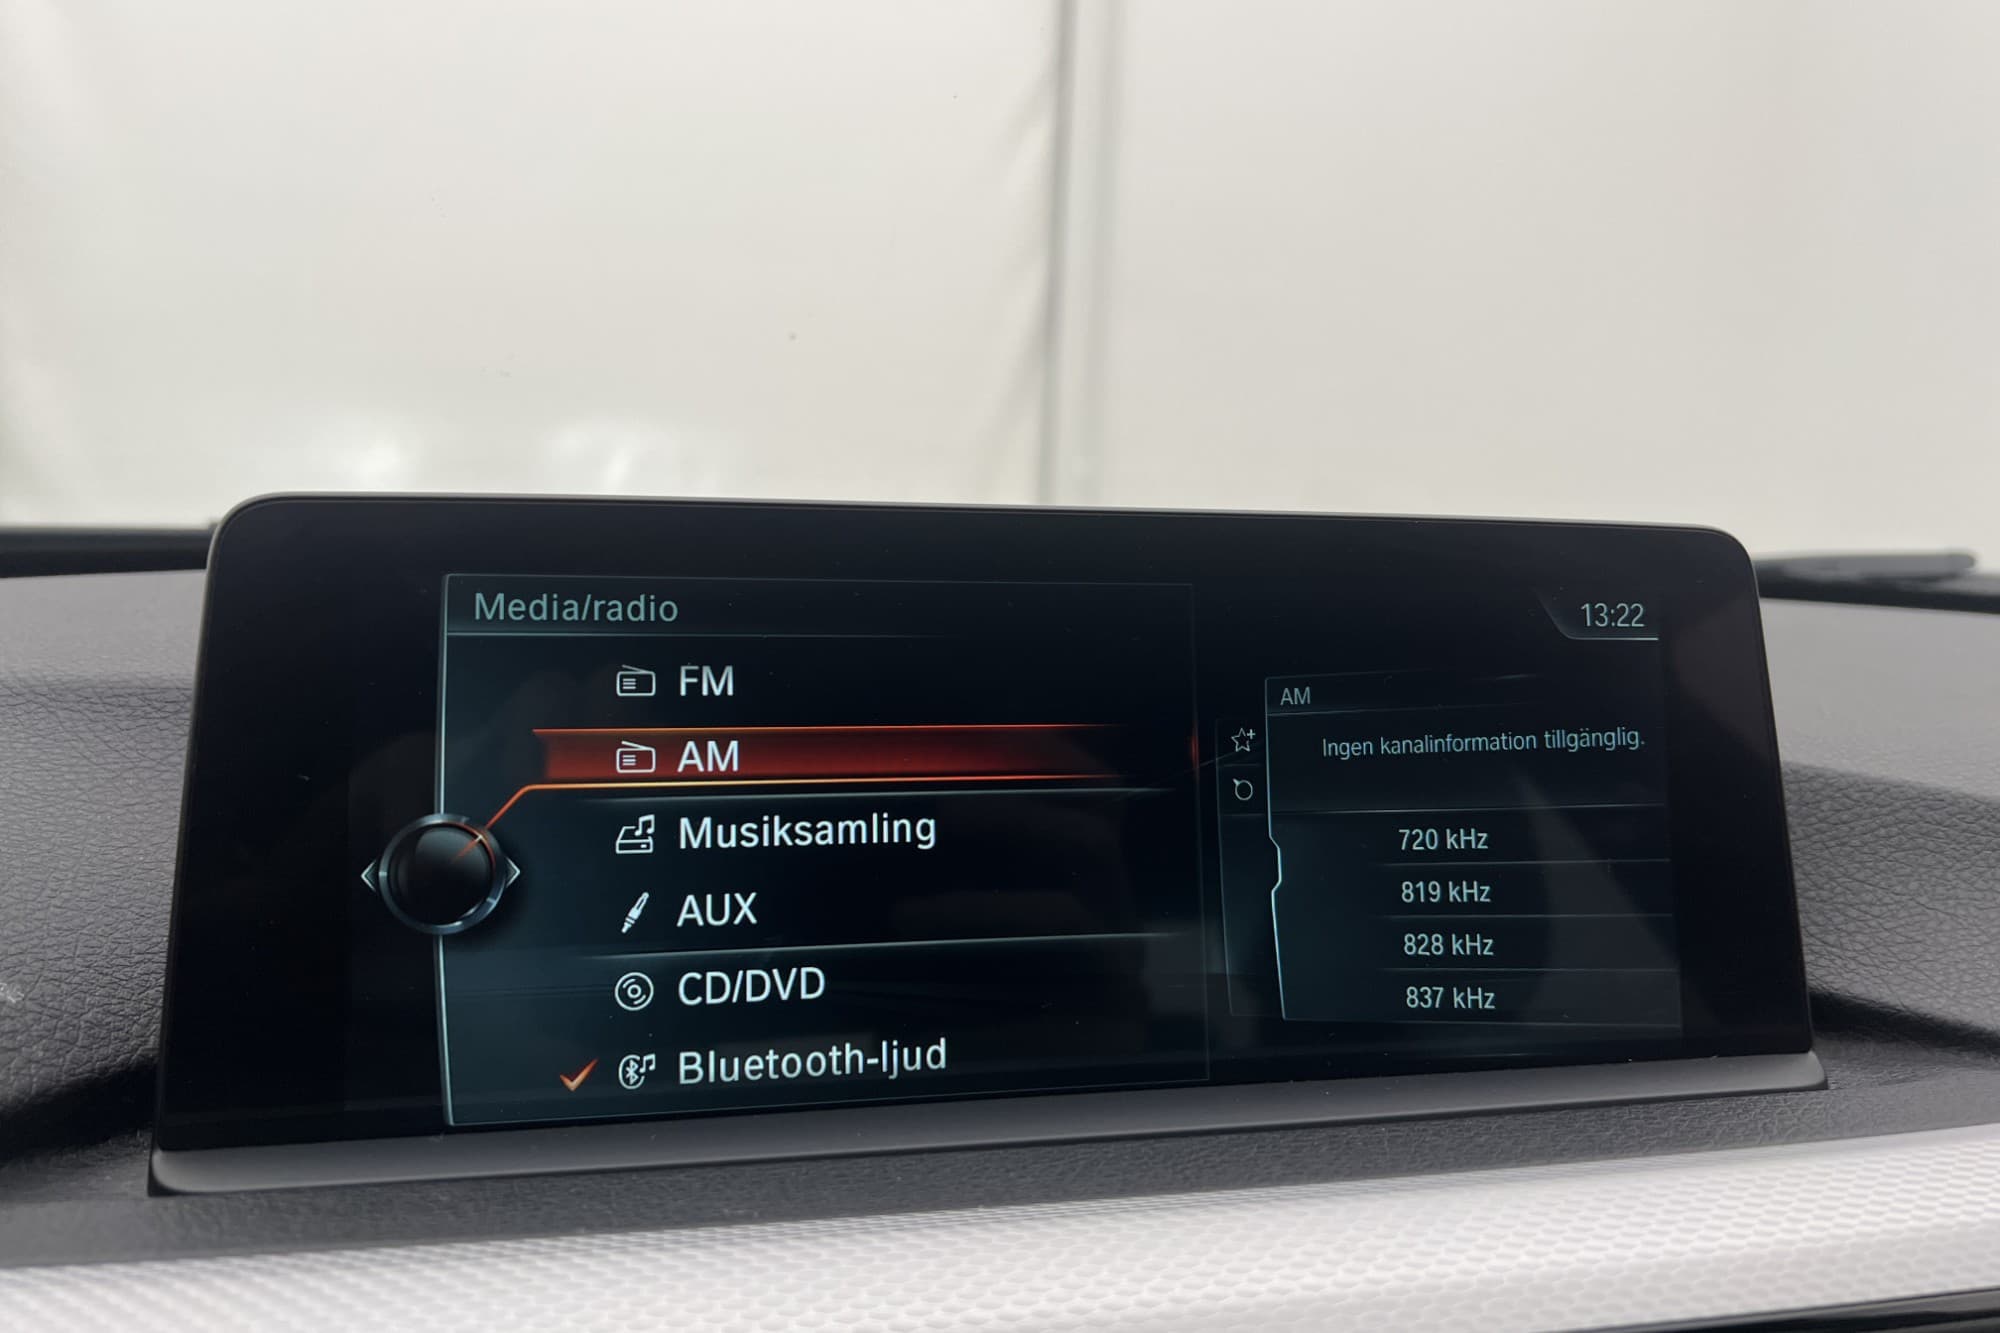 Media/radio
13:22
FM
AM
Musiksamling
AUX
CD/DVD
Bluetooth-ljud
AM
Ingen kanalinformation tillgänglig.
720 kHz
819 kHz
828 kHz
837 kHz